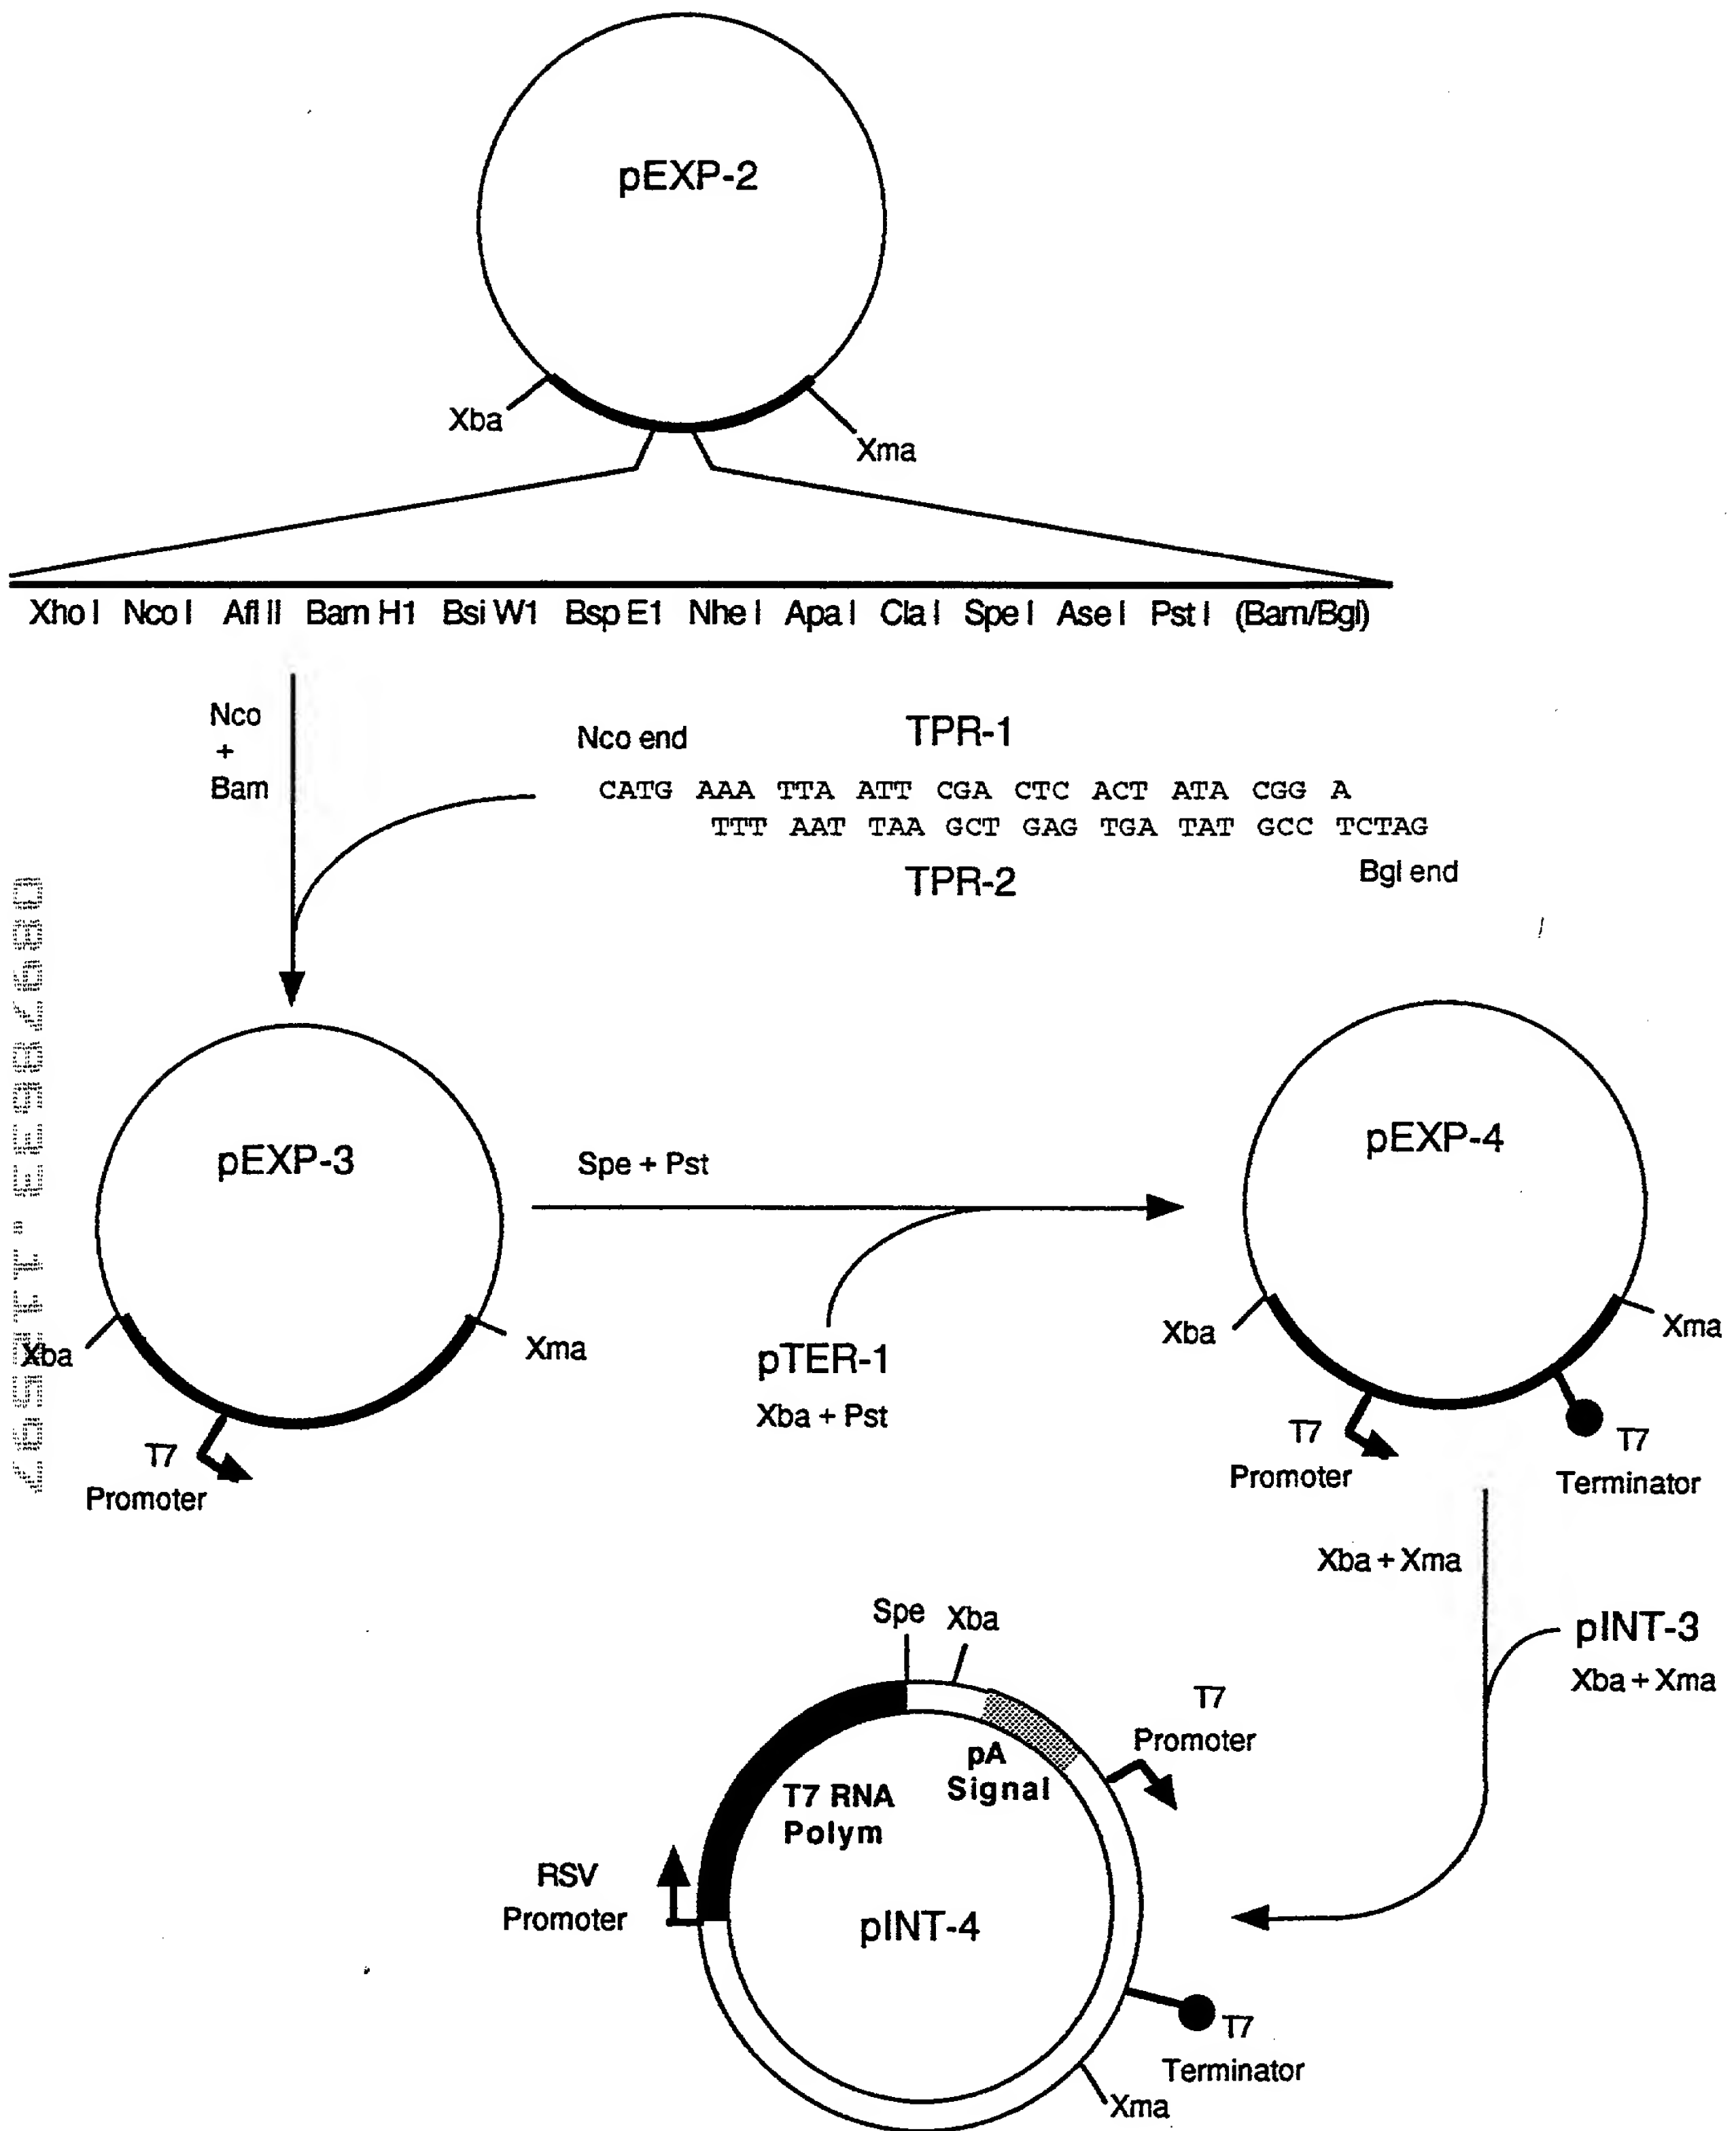 pEXP-2
Xba
Xma
Xho I Nco I Afl II Bam H1 Bsi W1 Bsp E1 Nhe I Apa I Cla I Spe I Ase I Pst I (Bam/Bgl)
Nco
+
Bam
Nco end
TPR-1
CATG AAA TTA ATT CGA CTC ACT ATA CGG A
TTT AAT TAA GCT GAG TGA TAT GCC TCTAG
TPR-2
Bgl end
pEXP-3
Xba
Xma
T7
Promoter
Spe + Pst
pTER-1
Xba + Pst
pEXP-4
Xba
Xma
T7
Promoter
T7
Terminator
Xba + Xma
pINT-3
Xba + Xma
Spe
Xba
T7
Promoter
pA
Signal
T7 RNA
Polym
RSV
Promoter
pINT-4
T7
Terminator
Xma